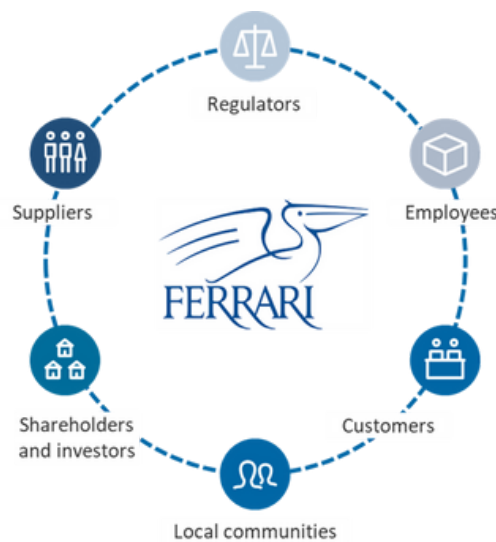 Regulators
Suppliers
Employees
FERRARI
Shareholders
and investors
Customers
Local communities